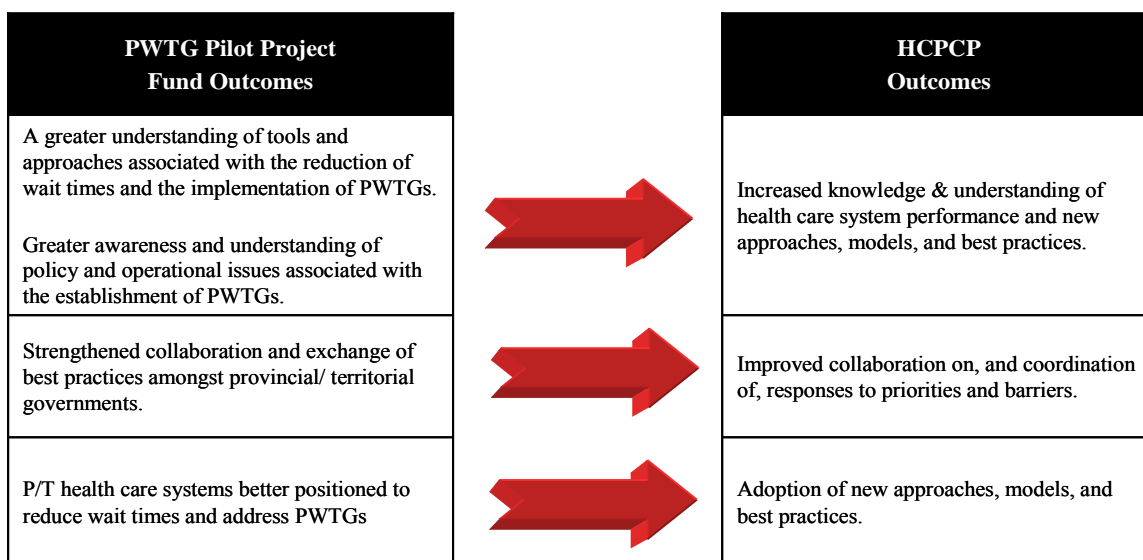 PWTG Pilot Project
Fund Outcomes
HCPCP
Outcomes
A greater understanding of tools and
approaches associated with the reduction of
wait times and the implementation of PWTGs.
Greater awareness and understanding of
policy and operational issues associated with
the establishment of PWTGs.
Increased knowledge & understanding of
health care system performance and new
approaches, models, and best practices.
Strengthened collaboration and exchange of
best practices amongst provincial/ territorial
governments.
Improved collaboration on, and coordination
of, responses to priorities and barriers.
P/T health care systems better positioned to
reduce wait times and address PWTGs
Adoption of new approaches, models, and
best practices.